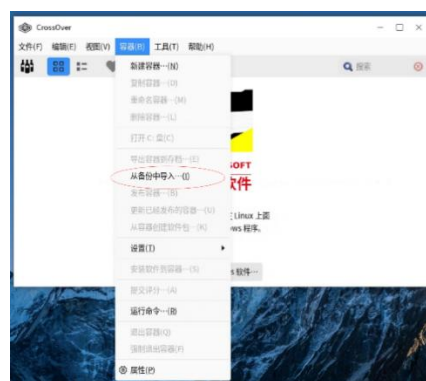 CrossOver
文件(F) 编辑(E) 视图(V) 容器(B) 工具(T) 帮助(H)
搜索
新建容器…(N)
复制容器…(D)
重命名容器…(M)
删除容器…(L)
打开 C: 盘(C)
导出容器到存档…(E)
从备份中导入…(I)
发布容器…(B)
更新已经发布的容器…(U)
从容器创建软件包…(K)
设置(T)
安装软件到容器…(S)
提交评分…(A)
运行命令…(R)
退出容器(Q)
强制退出容器(P)
属性(P)
SOFT
软件
Linux 上面
ws 程序。
s 软件…